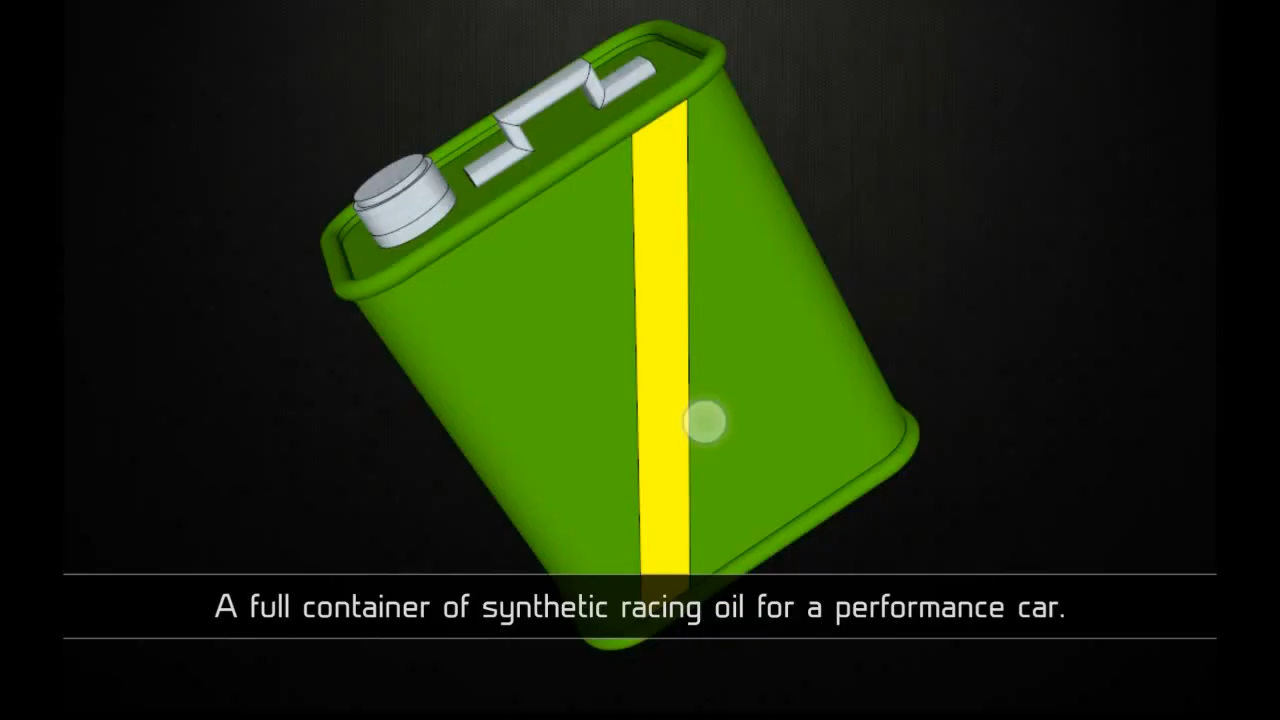 A full container of synthetic racing oil for a performance car.